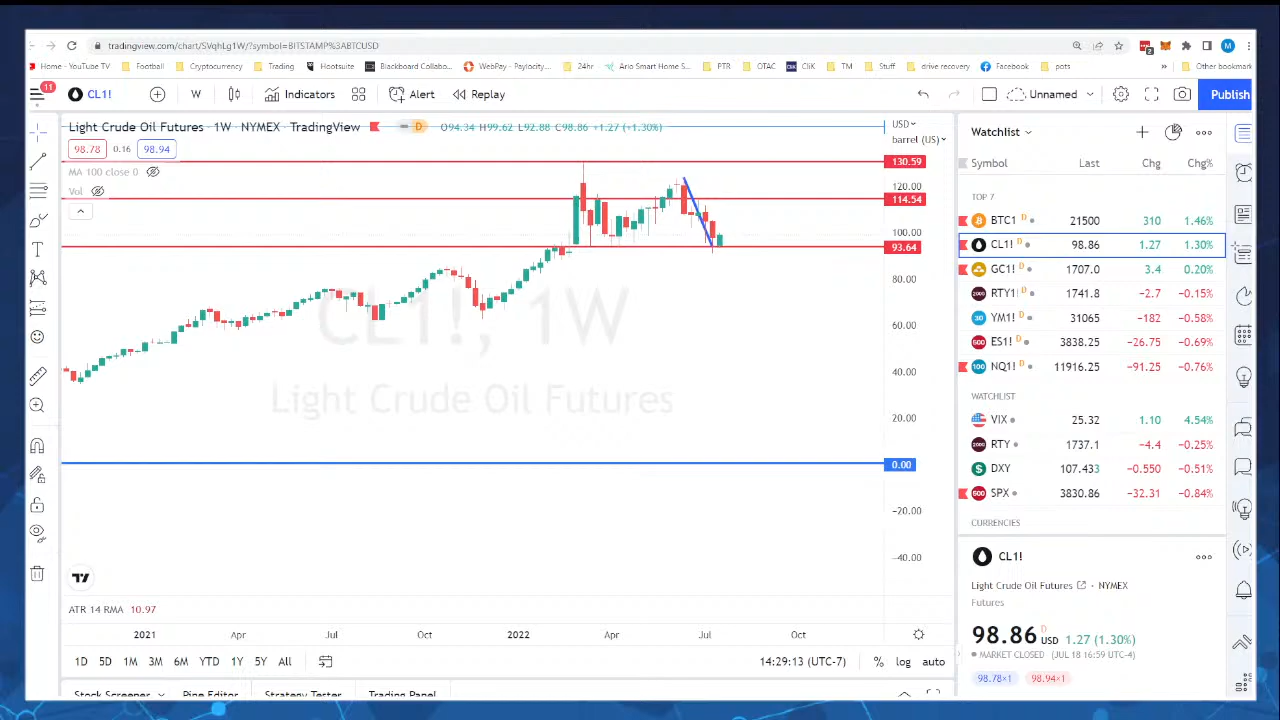 tradingview.com/chart/SVqhLg1W/?symbol=BITSTAMP%3ABTCUSD
Home - YouTube TV Football Cryptocurrency Trading Hootsuite Blackboard Collabo... WebPay - Paylocity... 24hr Ario Smart Home S... PTR OTAC Clik TM Stuff drive recovery Facebook pots » Other bookmark
11 CL1! W Indicators Alert Replay Unnamed Publish
Light Crude Oil Futures · 1W · NYMEX · TradingView D O94.34 H99.62 L92.88 C98.86 +1.27 (+1.30%)
98.78 0.16 98.94
MA 100 close 0
Vol
USD
barrel (US)
130.59
120.00
114.54
100.00
93.64
80.00
60.00
40.00
20.00
0.00
−20.00
−40.00
CL1!, 1W
Light Crude Oil Futures
ATR 14 RMA 10.97
2021 Apr Jul Oct 2022 Apr Jul Oct
1D 5D 1M 3M 6M YTD 1Y 5Y All 14:29:13 (UTC-7) % log auto
Stock Screener Pine Editor Strategy Tester Trading Panel
Watchlist
Symbol Last Chg Chg%
TOP 7
BTC1 D 21500 310 1.46%
CL1! D 98.86 1.27 1.30%
GC1! D 1707.0 3.4 0.20%
RTY1! D 1741.8 −2.7 −0.15%
YM1! D 31065 −182 −0.58%
ES1! D 3838.25 −26.75 −0.69%
NQ1! D 11916.25 −91.25 −0.76%
WATCHLIST
VIX 25.32 1.10 4.54%
RTY 1737.1 −4.4 −0.25%
DXY 107.433 −0.550 −0.51%
SPX 3830.86 −32.31 −0.84%
CURRENCIES
CL1!
Light Crude Oil Futures · NYMEX
Futures
98.86 D USD 1.27 (1.30%)
MARKET CLOSED (JUL 18 16:59 UTC-4)
98.78×1 98.94×1